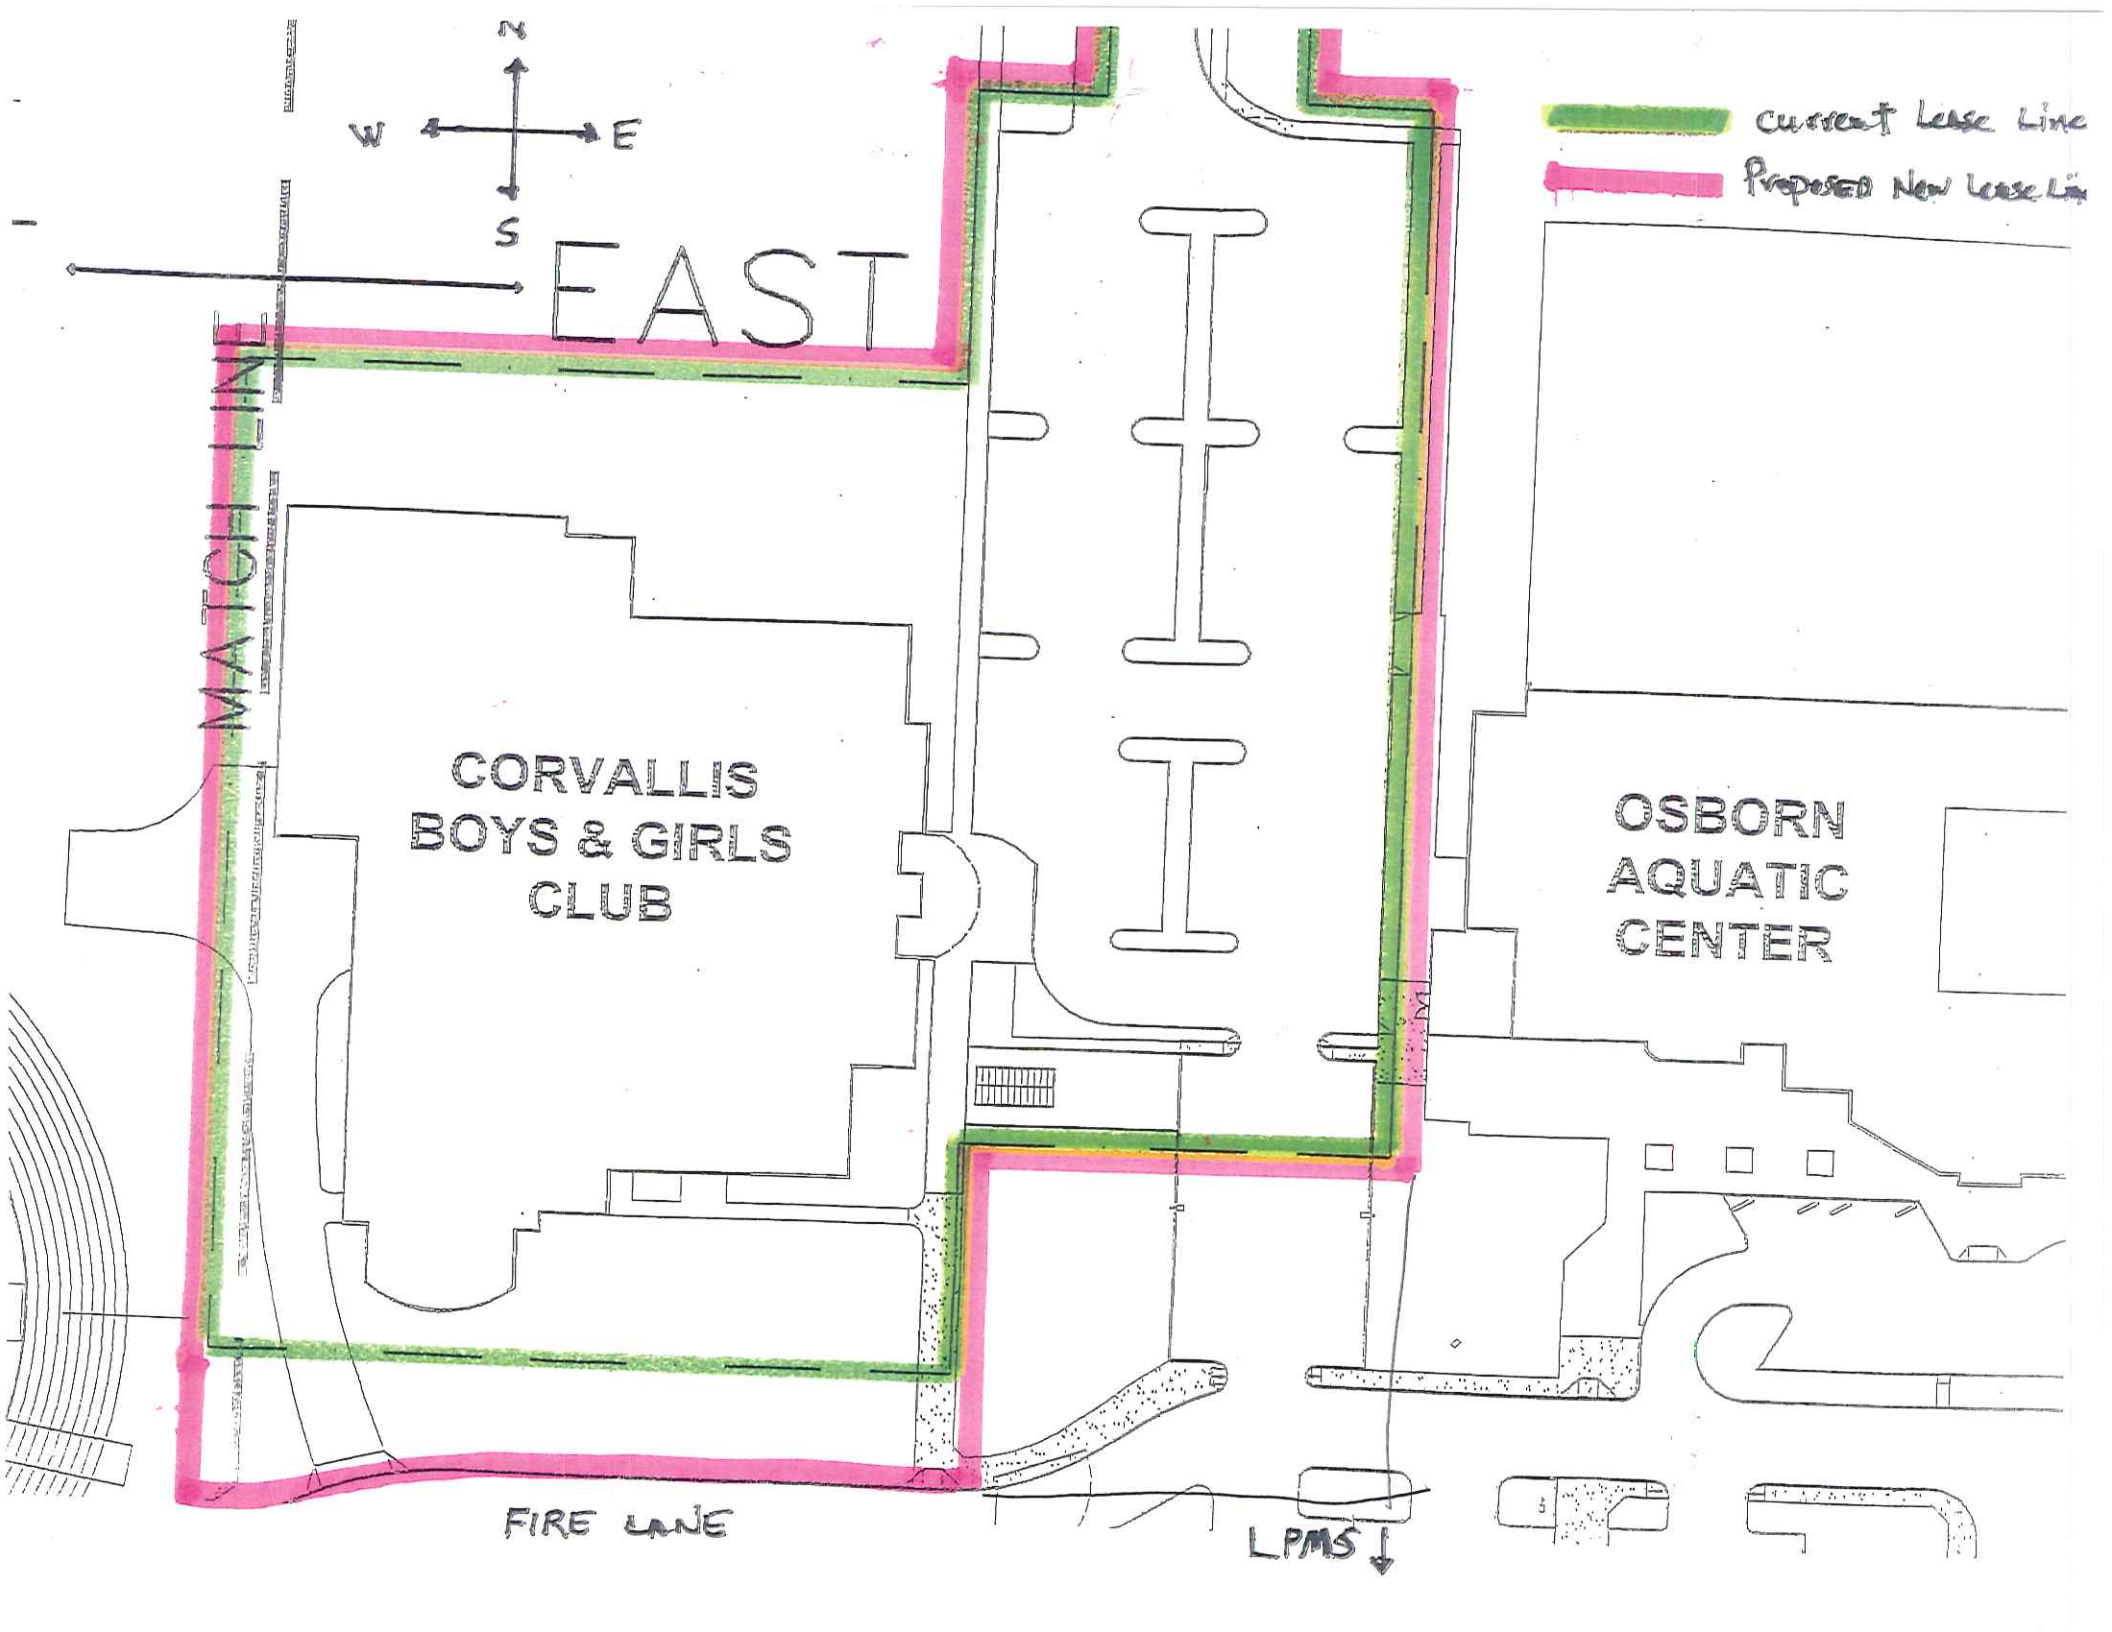 N
W E
S
Current Lease Line
Proposed New Lease Lin
EAST
MATCH LINE
CORVALLIS
BOYS & GIRLS
CLUB
OSBORN
AQUATIC
CENTER
FIRE LANE
LPMS